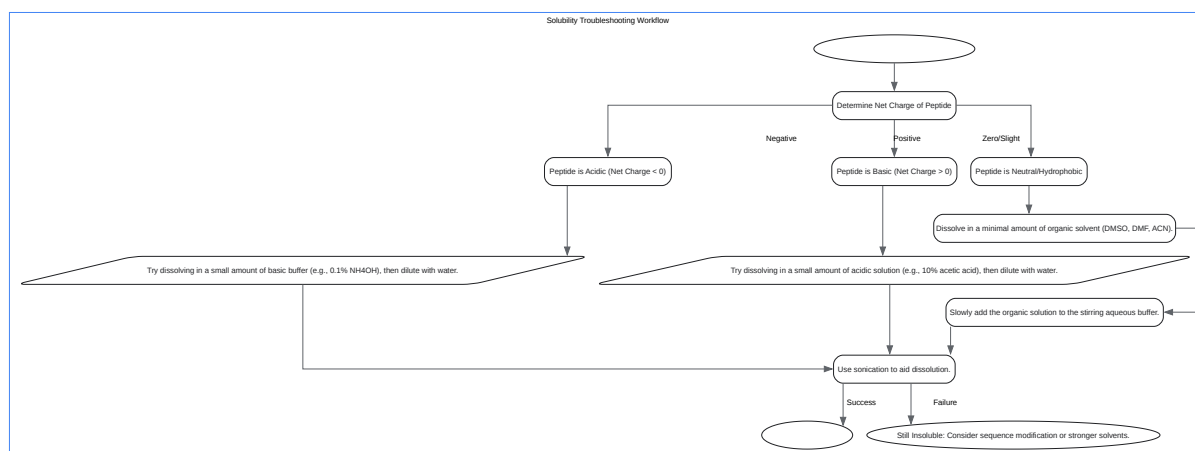 Solubility Troubleshooting Workflow
Determine Net Charge of Peptide
Negative
Positive
Zero/Slight
Peptide is Acidic (Net Charge < 0)
Peptide is Basic (Net Charge > 0)
Peptide is Neutral/Hydrophobic
Dissolve in a minimal amount of organic solvent (DMSO, DMF, ACN).
Try dissolving in a small amount of basic buffer (e.g., 0.1% NH4OH), then dilute with water.
Try dissolving in a small amount of acidic solution (e.g., 10% acetic acid), then dilute with water.
Slowly add the organic solution to the stirring aqueous buffer.
Use sonication to aid dissolution.
Success
Failure
Still Insoluble: Consider sequence modification or stronger solvents.